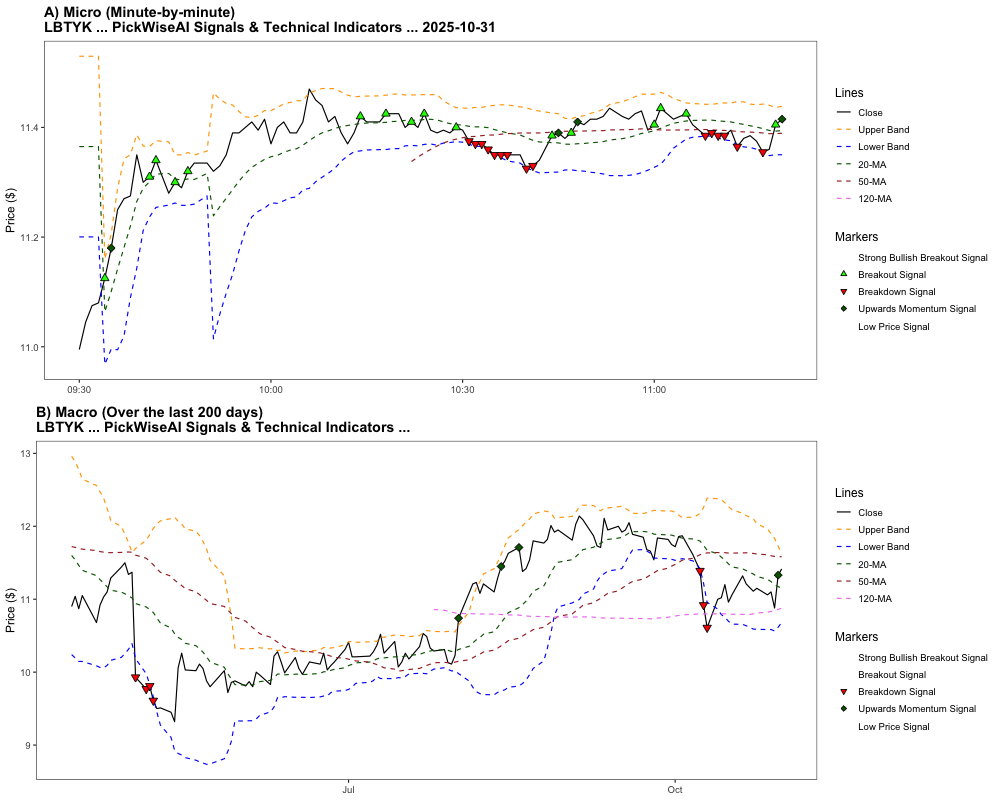 A) Micro (Minute-by-minute)
LBTYK ... PickWiseAI Signals & Technical Indicators ... 2025-10-31
Price ($)
11.4
11.2
11.0
09:30
10:00
10:30
11:00
Lines
Close
Upper Band
Lower Band
20-MA
50-MA
120-MA
Markers
Strong Bullish Breakout Signal
Breakout Signal
Breakdown Signal
Upwards Momentum Signal
Low Price Signal
B) Macro (Over the last 200 days)
LBTYK ... PickWiseAI Signals & Technical Indicators ...
Price ($)
13
12
11
10
9
Jul
Oct
Lines
Close
Upper Band
Lower Band
20-MA
50-MA
120-MA
Markers
Strong Bullish Breakout Signal
Breakout Signal
Breakdown Signal
Upwards Momentum Signal
Low Price Signal